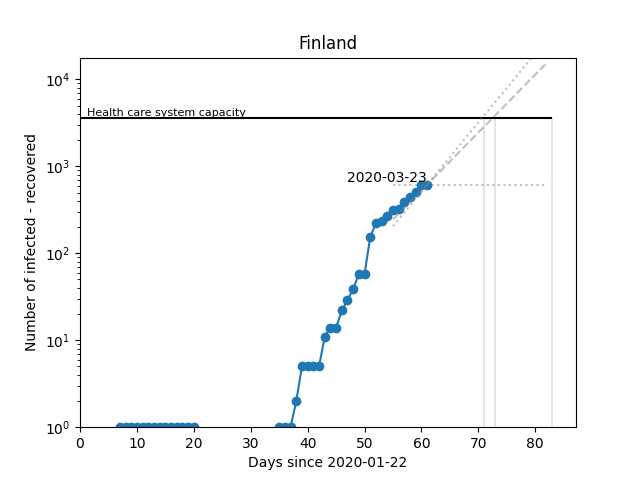 Finland
10⁴
Health care system capacity
10³
2020-03-23
10²
10¹
10⁰
Number of infected - recovered
0 10 20 30 40 50 60 70 80
Days since 2020-01-22